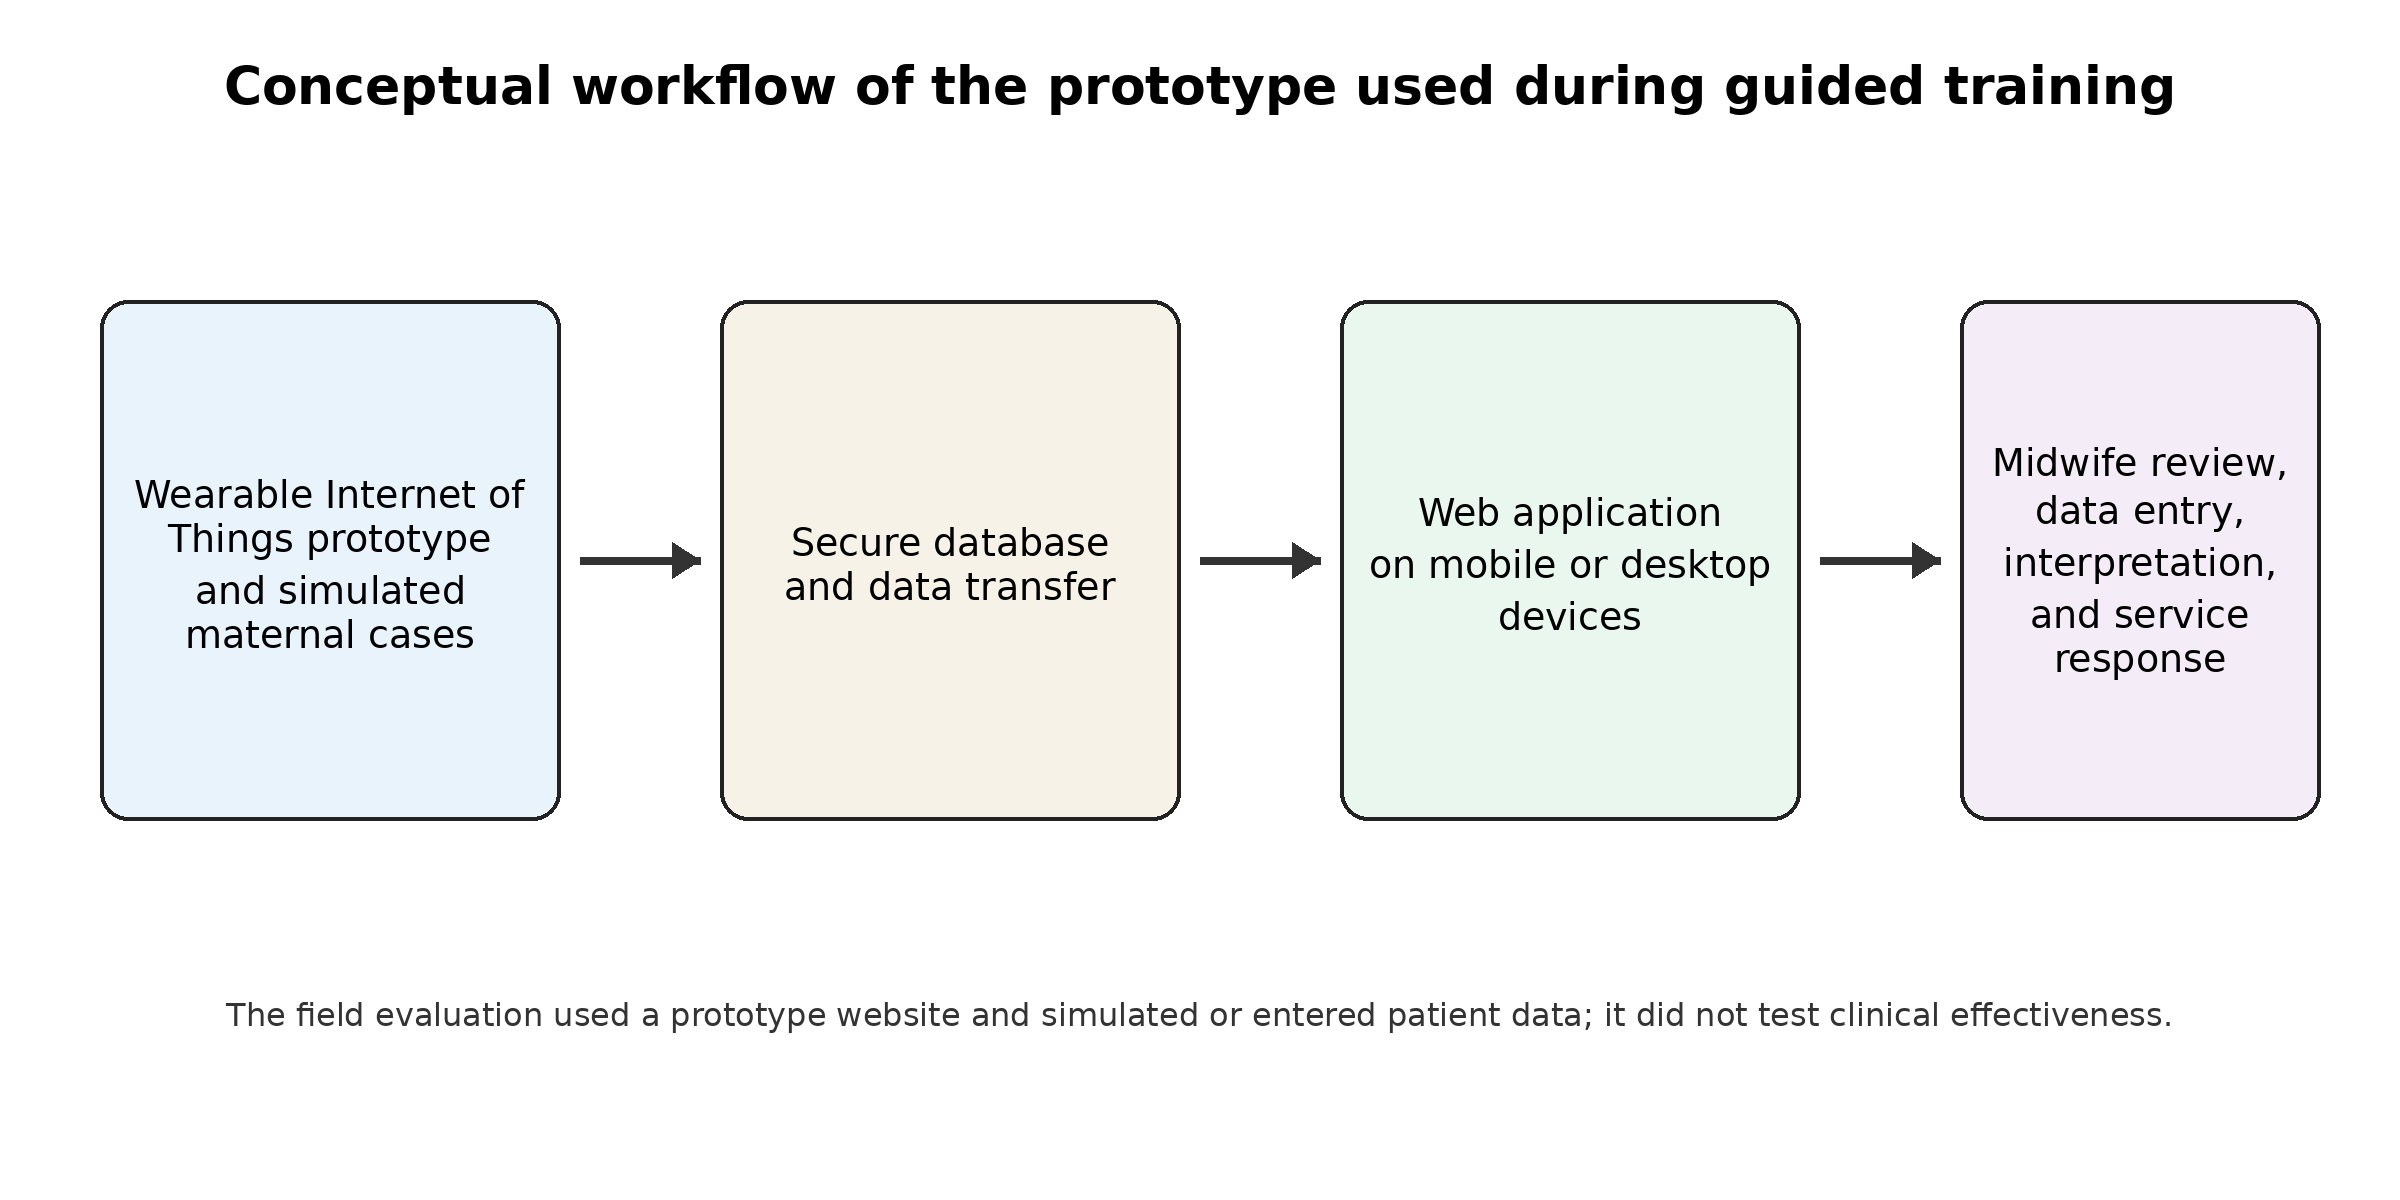 Conceptual workflow of the prototype used during guided training
Wearable Internet of
Things prototype
and simulated
maternal cases
Secure database
and data transfer
Web application
on mobile or desktop
devices
Midwife review,
data entry,
interpretation,
and service
response
The field evaluation used a prototype website and simulated or entered patient data; it did not test clinical effectiveness.